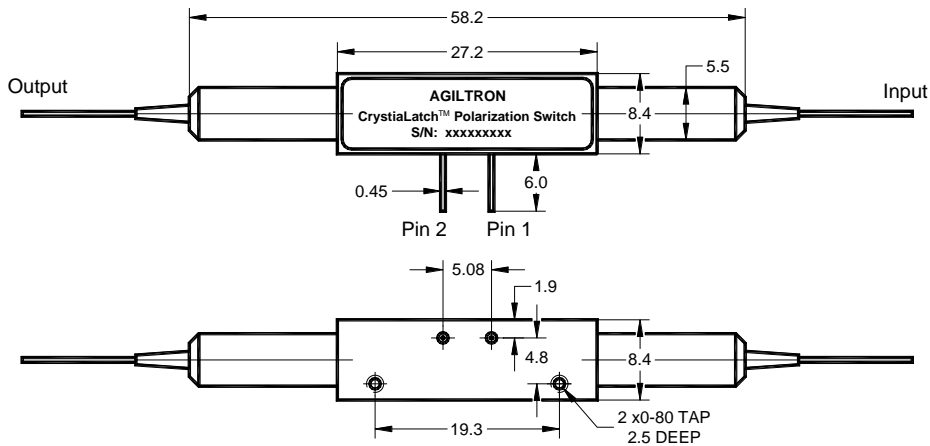 58.2
27.2
Output
5.5
Input
AGILTRON
CrystiaLatch™ Polarization Switch
S/N: xxxxxxxxx
8.4
0.45
6.0
Pin 2
Pin 1
5.08
1.9
4.8
8.4
19.3
2 x0-80 TAP
2.5 DEEP